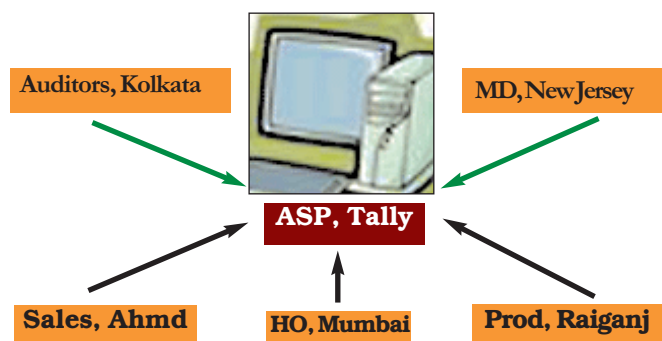 Auditors, Kolkata
MD, New Jersey
ASP, Tally
Sales, Ahmd
HO, Mumbai
Prod, Raiganj